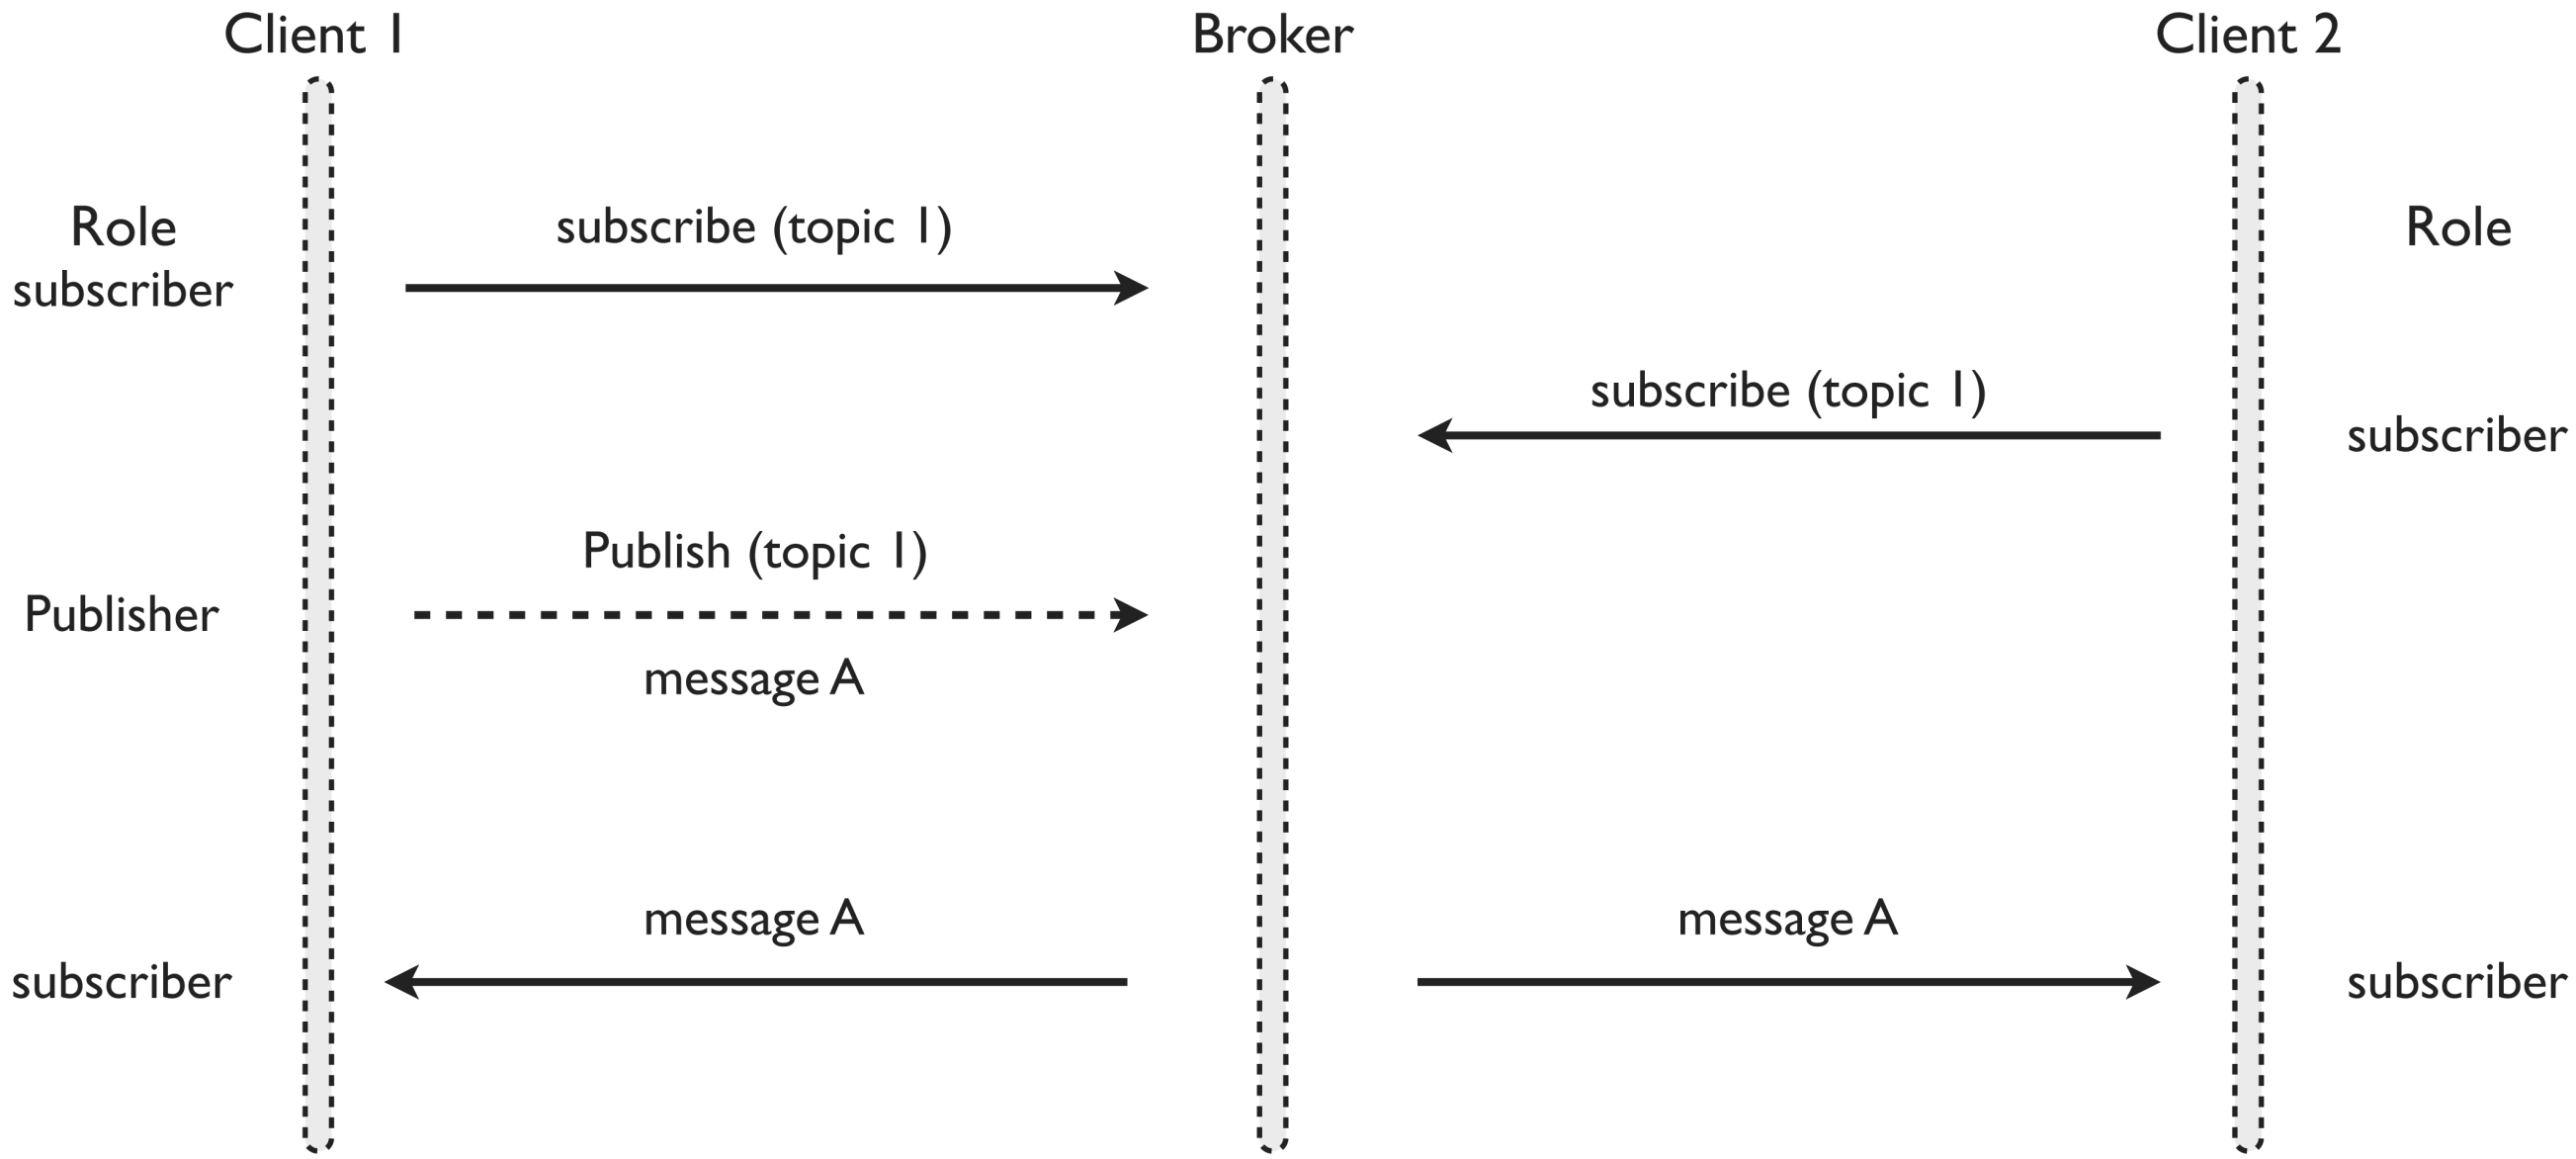 Client 1
Broker
Client 2
Role
subscribe (topic 1)
Role
subscriber
subscribe (topic 1)
subscriber
Publish (topic 1)
Publisher
message A
message A
message A
subscriber
subscriber